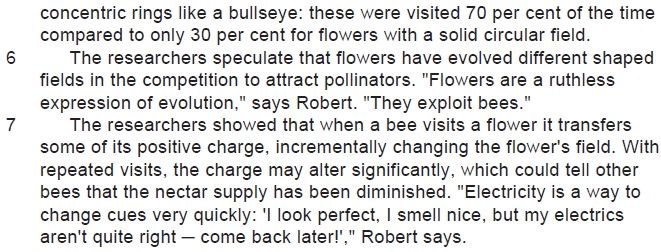 concentric rings like a bullseye: these were visited 70 per cent of the time
compared to only 30 per cent for flowers with a solid circular field.
6 The researchers speculate that flowers have evolved different shaped
fields in the competition to attract pollinators. "Flowers are a ruthless
expression of evolution," says Robert. "They exploit bees."
7 The researchers showed that when a bee visits a flower it transfers
some of its positive charge, incrementally changing the flower's field. With
repeated visits, the charge may alter significantly, which could tell other
bees that the nectar supply has been diminished. "Electricity is a way to
change cues very quickly: 'I look perfect, I smell nice, but my electrics
aren't quite right — come back later!'," Robert says.